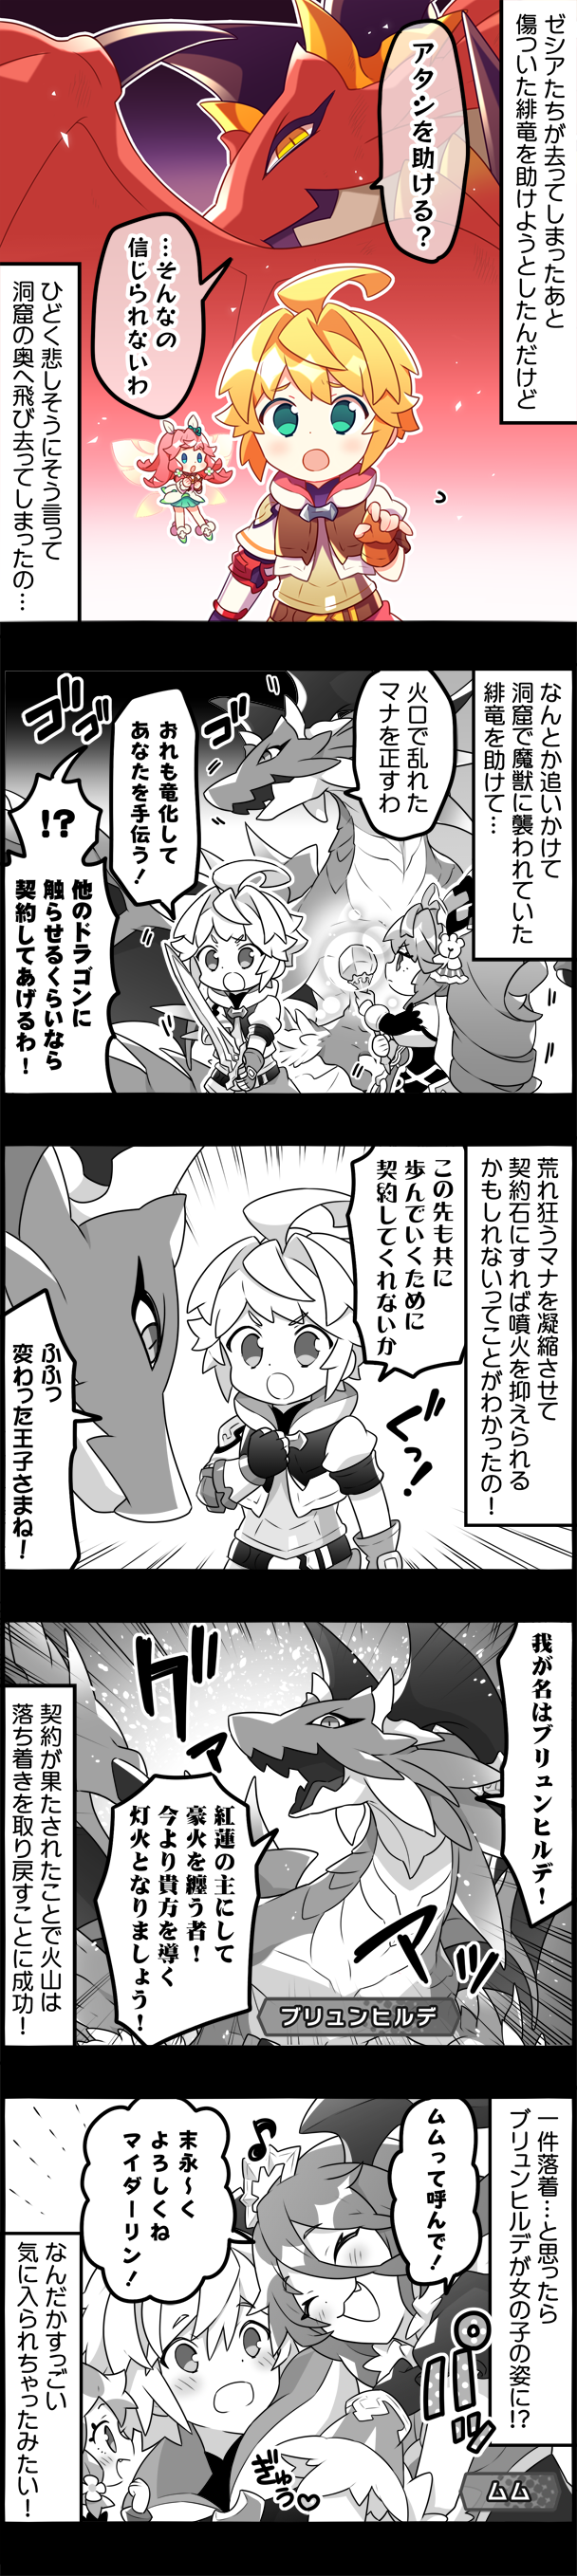 ゼシアたちが去ってしまったあと
傷ついた緋竜を助けようとしたんだけど
アタシを助ける？
…そんなの
信じられないわ
ひどく悲しそうにそう言って
洞窟の奥へ飛び去ってしまったの…
なんとか追いかけて
洞窟で魔獣に襲われていた
緋竜を助けて…
火口で乱れた
マナを正すわ
おれも竜化して
あなたを手伝う！
ゴゴゴ
!?
他のドラゴンに
触らせるくらいなら
契約してあげるわ！
荒れ狂うマナを凝縮させて
契約石にすれば噴火を抑えられる
かもしれないってことがわかったの！
この先も共に
歩んでいくために
契約してくれないか
ぐっ！
ふふっ
変わった王子さまね！
我が名はブリュンヒルデ！
グァアッ
紅蓮の主にして
豪火を纏う者！
今より貴方を導く
灯火となりましょう！
ブリュンヒルデ
契約が果たされたことで火山は
落ち着きを取り戻すことに成功！
一件落着…と思ったら
ブリュンヒルデが女の子の姿に!?
ムムって呼んで！
末永〜く
よろしくね
マイダーリン！
パッ
ぎゅう♡
ムム
なんだかすっごい
気に入られちゃったみたい！